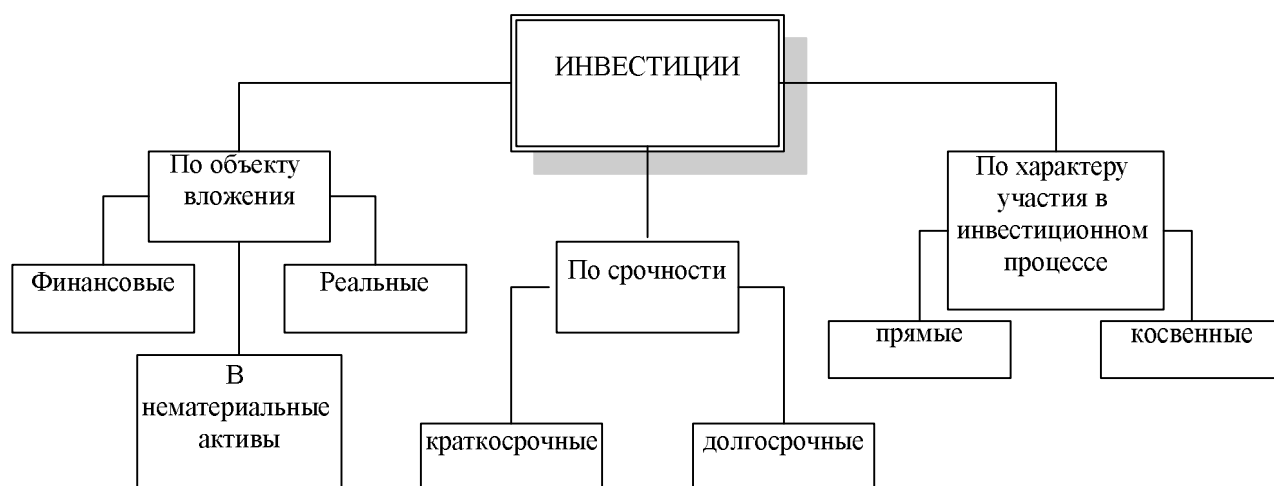 ИНВЕСТИЦИИ
По объекту
вложения
По характеру
участия в
инвестиционном
процессе
По срочности
Финансовые
Реальные
прямые
косвенные
В
нематериальные
активы
краткосрочные
долгосрочные